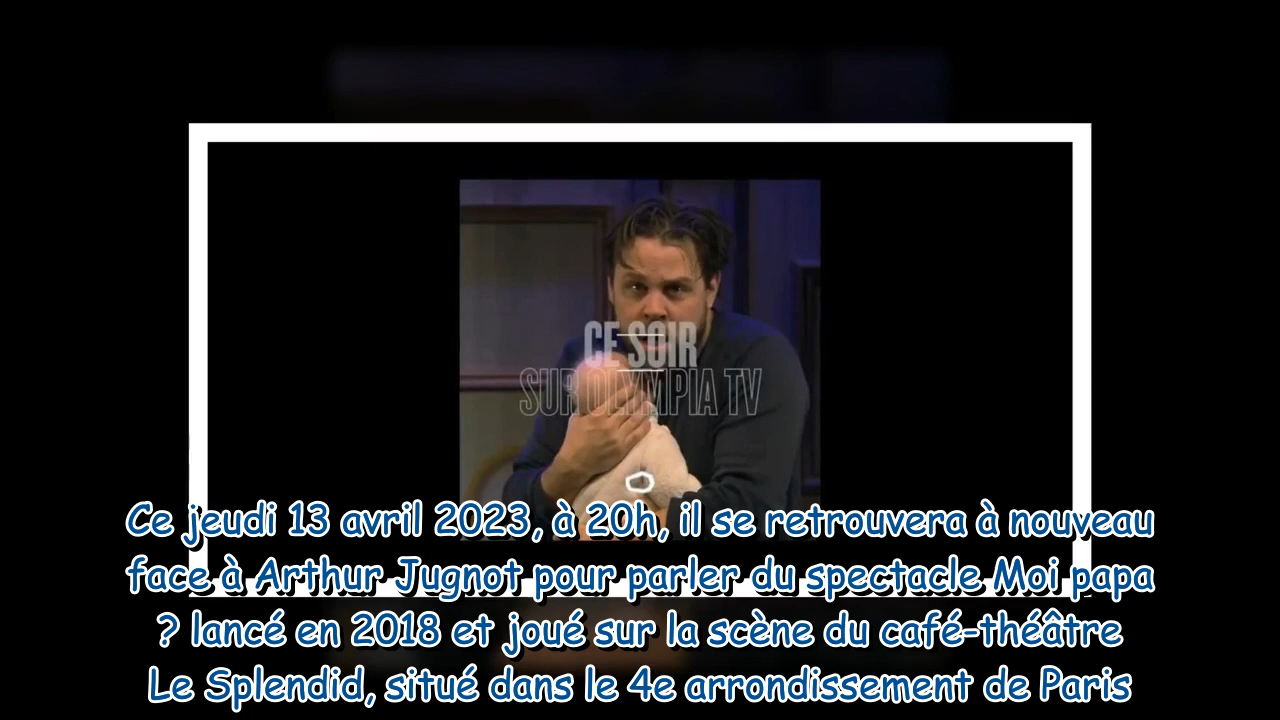 CE SOIR
SUR OLYMPIA TV
Ce jeudi 13 avril 2023, à 20h, il se retrouvera à nouveau
face à Arthur Jugnot pour parler du spectacle Moi papa
? lancé en 2018 et joué sur la scène du café-théâtre
Le Splendid, situé dans le 4e arrondissement de Paris